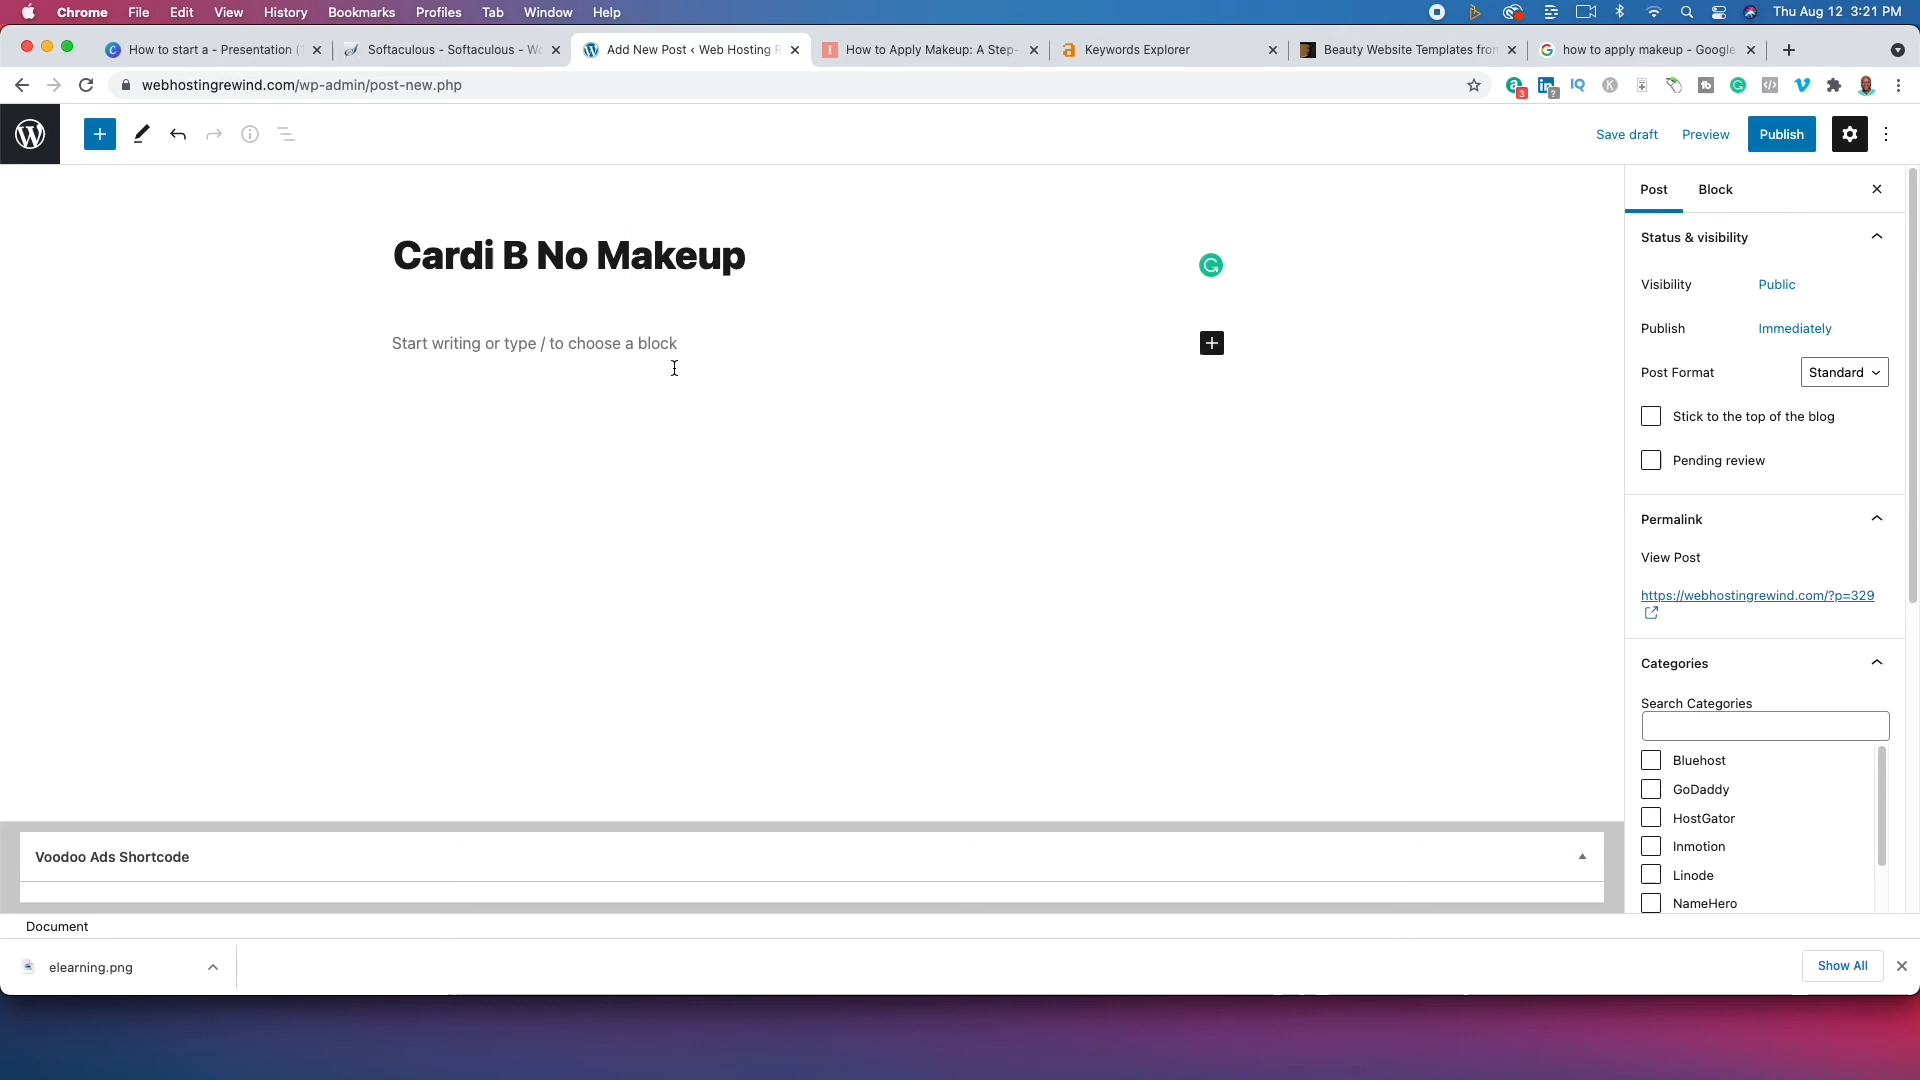 Chrome File Edit View History Bookmarks Profiles Tab Window Help Thu Aug 12 3:21 PM
How to start a - Presentation ( Softaculous - Softaculous - W Add New Post ‹ Web Hosting R How to Apply Makeup: A Step- Keywords Explorer Beauty Website Templates from how to apply makeup - Google
webhostingrewind.com/wp-admin/post-new.php
Save draft Preview Publish
Post Block
Status & visibility
Cardi B No Makeup
Visibility Public
Publish Immediately
Start writing or type / to choose a block
Post Format Standard
Stick to the top of the blog
Pending review
Permalink
View Post
https://webhostingrewind.com/?p=329
Categories
Search Categories
Bluehost
GoDaddy
HostGator
Inmotion
Linode
NameHero
Voodoo Ads Shortcode
Document
elearning.png Show All